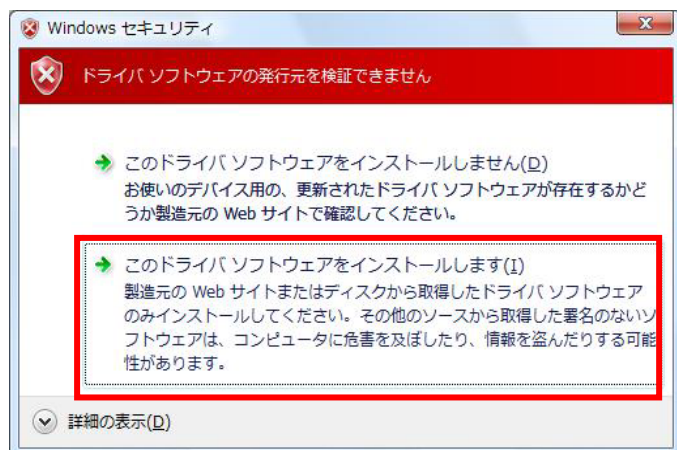 Windows セキュリティ
ドライバ ソフトウェアの発行元を検証できません
このドライバ ソフトウェアをインストールしません(D)
お使いのデバイス用の、更新されたドライバ ソフトウェアが存在するかど
うか製造元の Web サイトで確認してください。
このドライバ ソフトウェアをインストールします(I)
製造元の Web サイトまたはディスクから取得したドライバ ソフトウェア
のみインストールしてください。その他のソースから取得した署名のないソ
フトウェアは、コンピュータに危害を及ぼしたり、情報を盗んだりする可能
性があります。
詳細の表示(D)